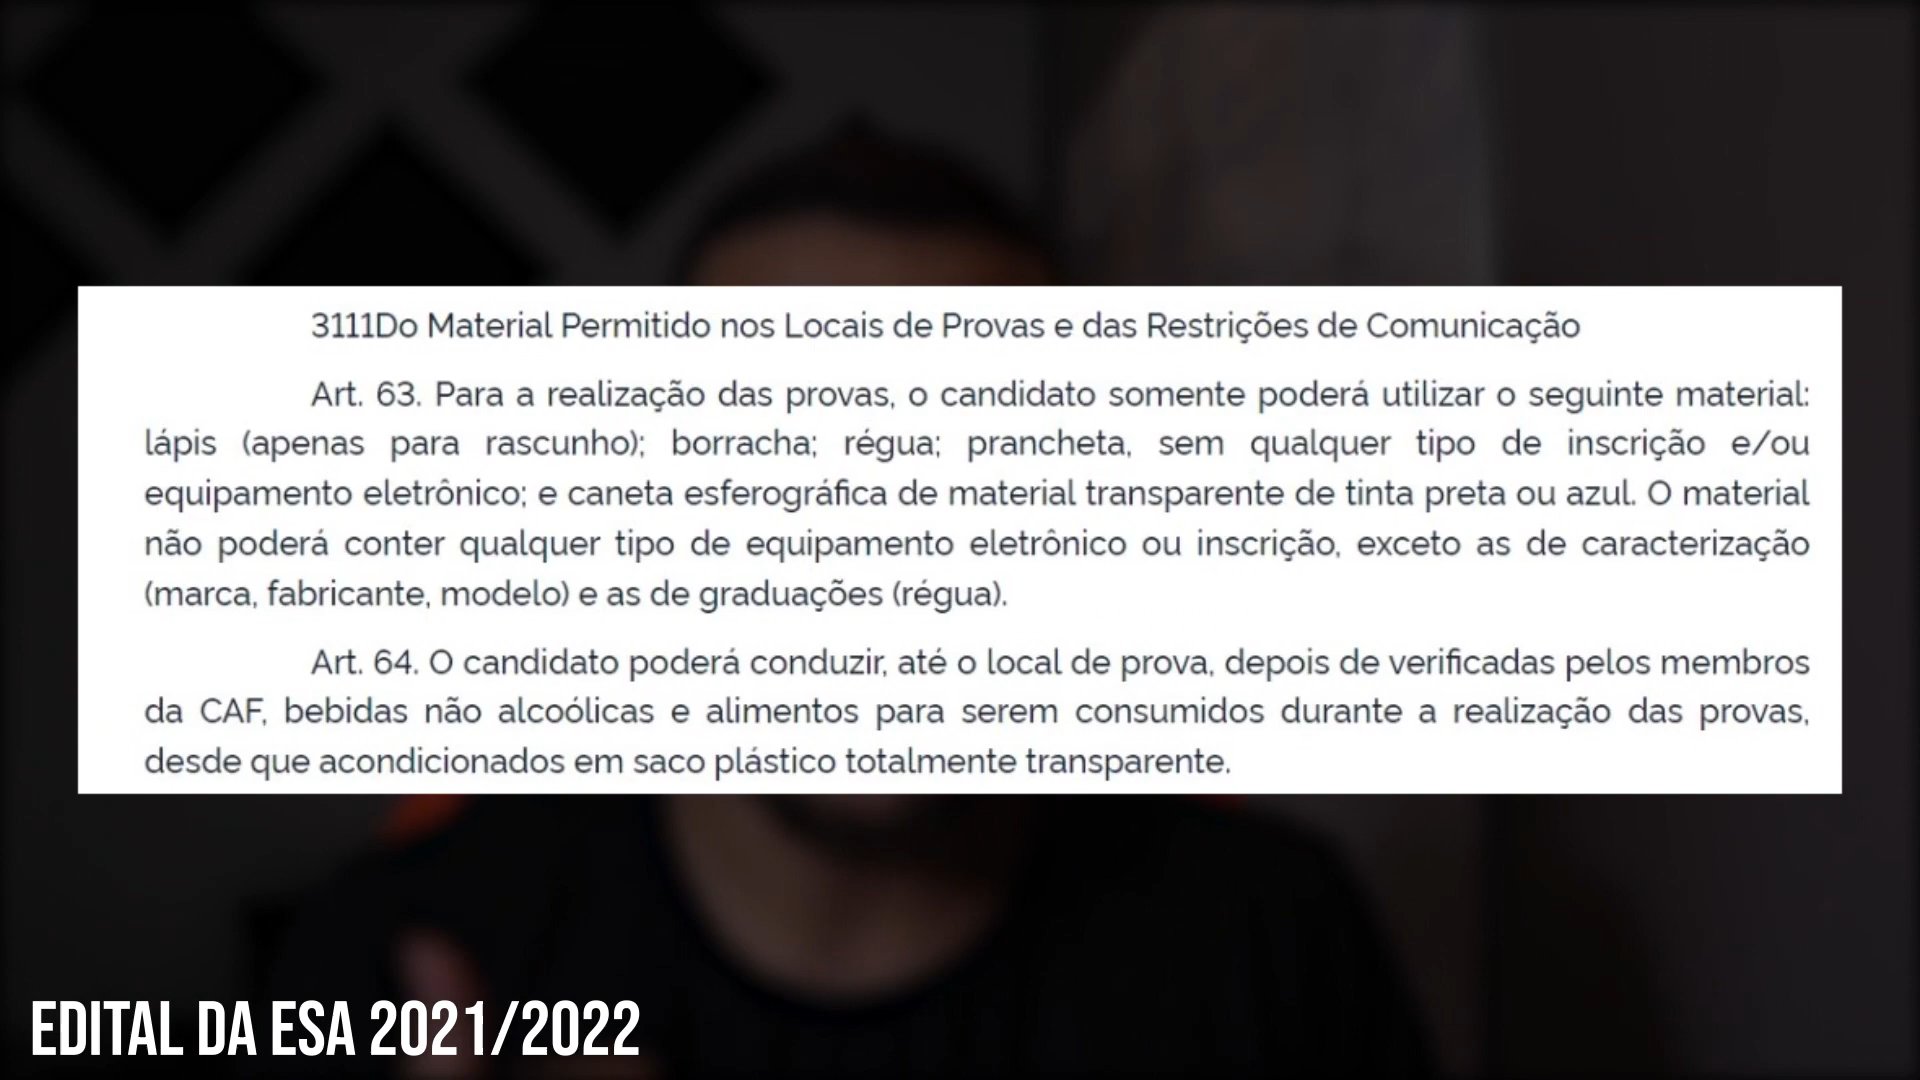 3111Do Material Permitido nos Locais de Provas e das Restrições de Comunicação
Art. 63. Para a realização das provas, o candidato somente poderá utilizar o seguinte material:
lápis (apenas para rascunho); borracha; régua; prancheta, sem qualquer tipo de inscrição e/ou
equipamento eletrônico; e caneta esferográfica de material transparente de tinta preta ou azul. O material
não poderá conter qualquer tipo de equipamento eletrônico ou inscrição, exceto as de caracterização
(marca, fabricante, modelo) e as de graduações (régua).
Art. 64. O candidato poderá conduzir, até o local de prova, depois de verificadas pelos membros
da CAF, bebidas não alcoólicas e alimentos para serem consumidos durante a realização das provas,
desde que acondicionados em saco plástico totalmente transparente.
EDITAL DA ESA 2021/2022